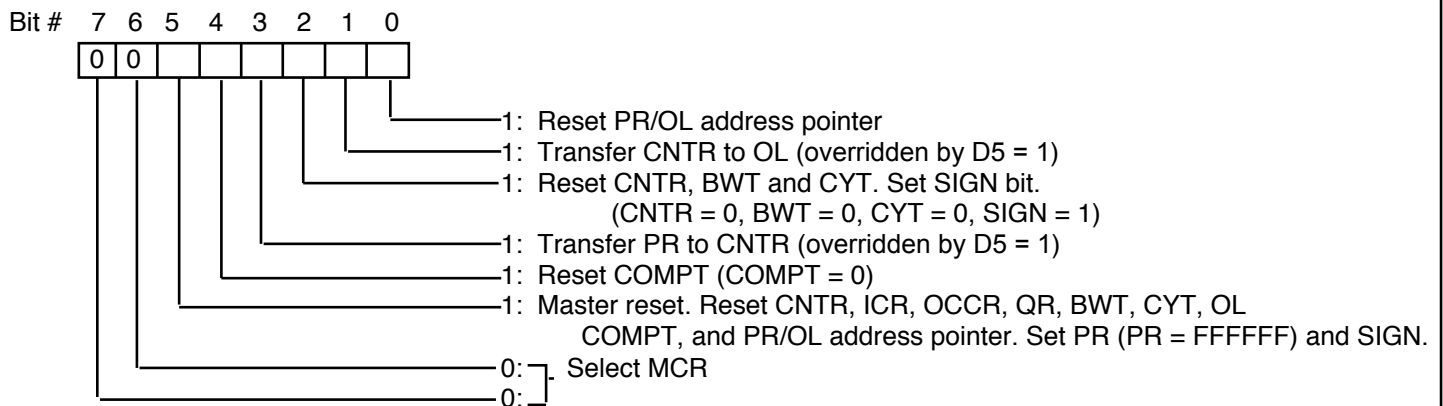 Bit # 7 6 5 4 3 2 1 0
0 0
1: Reset PR/OL address pointer
1: Transfer CNTR to OL (overridden by D5 = 1)
1: Reset CNTR, BWT and CYT. Set SIGN bit.
(CNTR = 0, BWT = 0, CYT = 0, SIGN = 1)
1: Transfer PR to CNTR (overridden by D5 = 1)
1: Reset COMPT (COMPT = 0)
1: Master reset. Reset CNTR, ICR, OCCR, QR, BWT, CYT, OL
COMPT, and PR/OL address pointer. Set PR (PR = FFFFFF) and SIGN.
0: Select MCR
0: